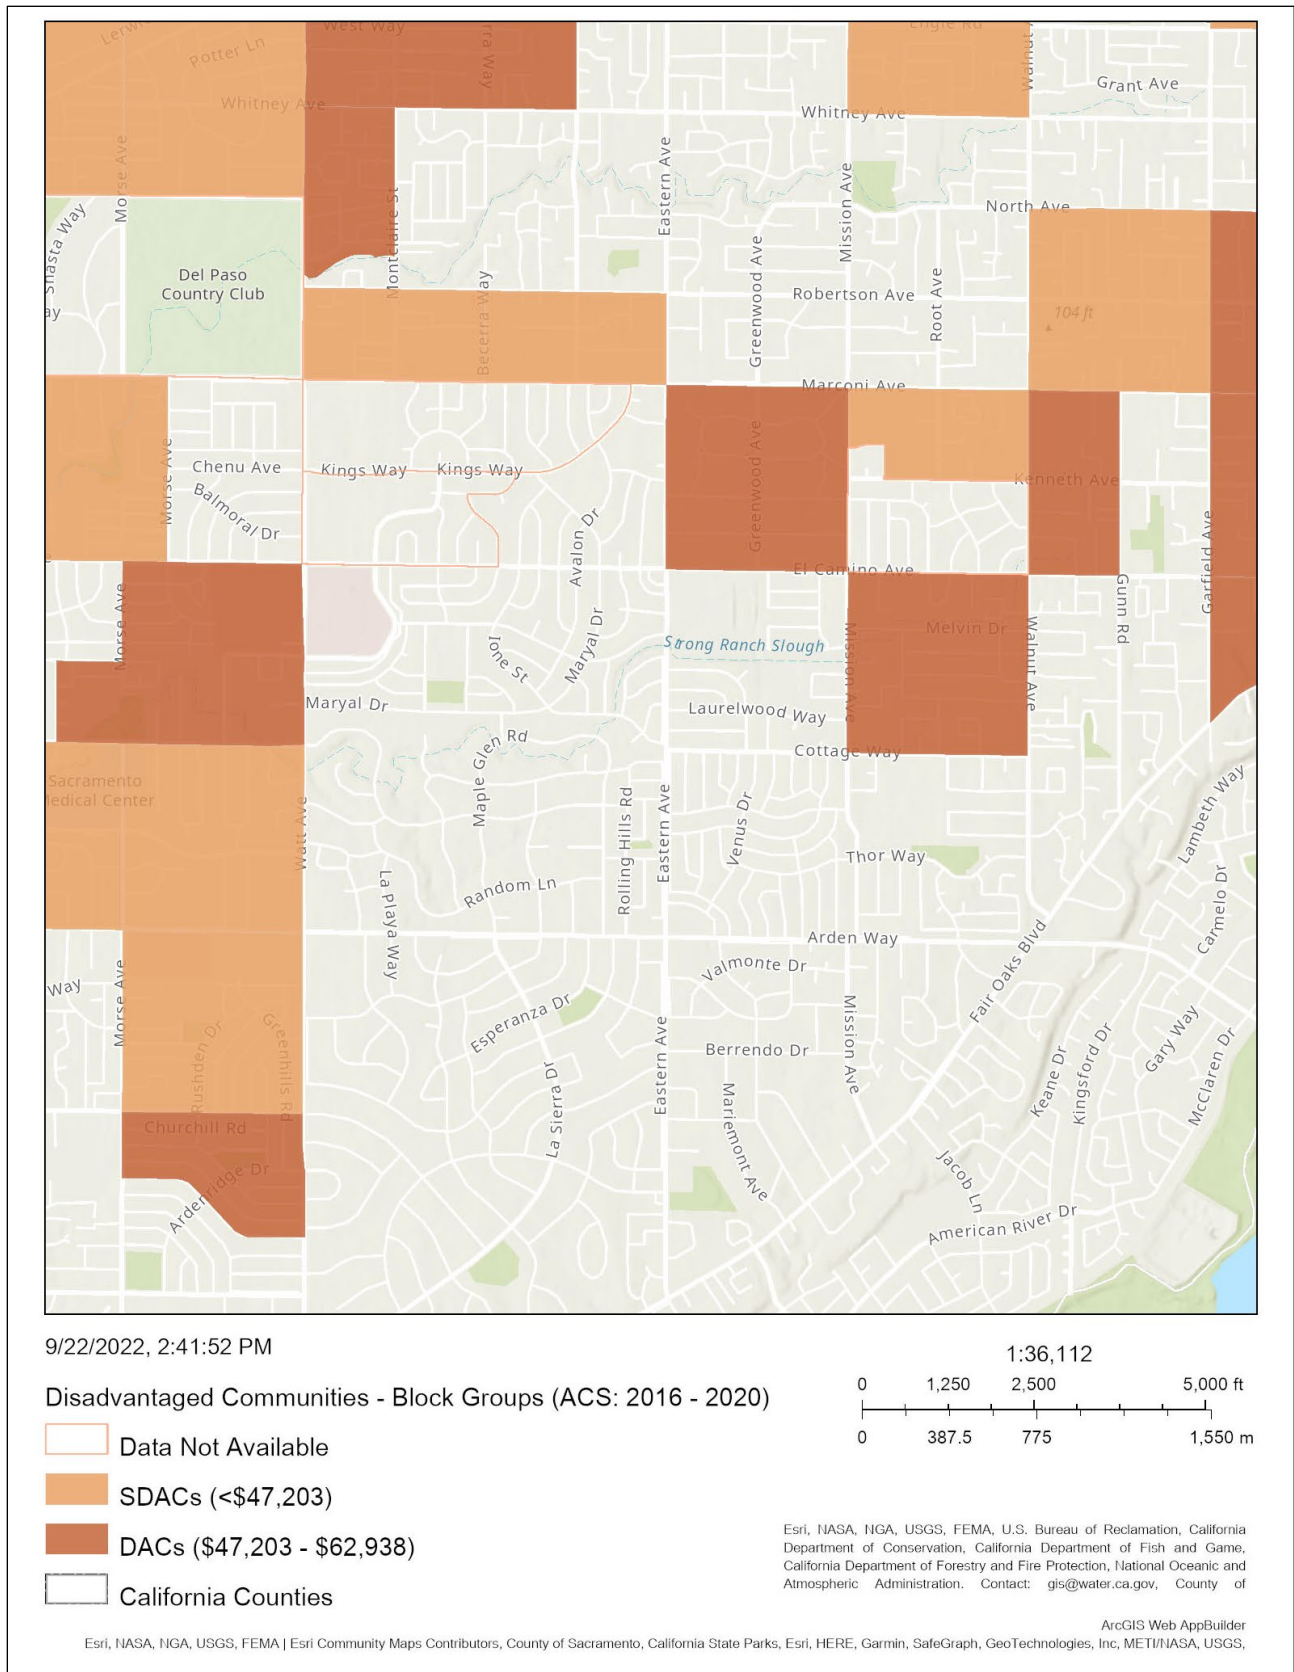 West Way
Engle Rd
Potter Ln
Grant Ave
Whitney Ave
Whitney Ave
Morse Ave
Eastern Ave
Mission Ave
Montclaire St
North Ave
Shasta Way
Del Paso
Country Club
Becerra Way
Greenwood Ave
Robertson Ave
Root Ave
ay
104 ft
Marconi Ave
Morse Ave
Chenu Ave
Kings Way
Kings Way
Greenwood Ave
Kenneth Ave
Balmoral Dr
Avalon Dr
Garfield Ave
El Camino Ave
Morse Ave
Gunn Rd
Melvin Dr
Mission Ave
Walnut Ave
Ione St
Maryal Dr
Strong Ranch Slough
Maryal Dr
Laurelwood Way
Maple Glen Rd
Cottage Way
Sacramento
Medical Center
Watt Ave
Rolling Hills Rd
Eastern Ave
Venus Dr
Lambeth Way
Thor Way
La Playa Way
Random Ln
Carmelo Dr
Arden Way
Fair Oaks Blvd
Valmonte Dr
Way
Morse Ave
Rushden Dr
Greenhills Rd
Esperanza Dr
Eastern Ave
Mission Ave
Berrendo Dr
Gary Way
Keane Dr
Kingsford Dr
McClaren Dr
La Sierra Dr
Mariemont Ave
Churchill Rd
Ardenridge Dr
Jacob Ln
American River Dr
9/22/2022, 2:41:52 PM
1:36,112
0 1,250 2,500 5,000 ft
0 387.5 775 1,550 m
Disadvantaged Communities - Block Groups (ACS: 2016 - 2020)
Data Not Available
SDACs (<$47,203)
DACs ($47,203 - $62,938)
California Counties
Esri, NASA, NGA, USGS, FEMA, U.S. Bureau of Reclamation, California
Department of Conservation, California Department of Fish and Game,
California Department of Forestry and Fire Protection, National Oceanic and
Atmospheric Administration. Contact: gis@water.ca.gov, County of
ArcGIS Web AppBuilder
Esri, NASA, NGA, USGS, FEMA | Esri Community Maps Contributors, County of Sacramento, California State Parks, Esri, HERE, Garmin, SafeGraph, GeoTechnologies, Inc, METI/NASA, USGS,